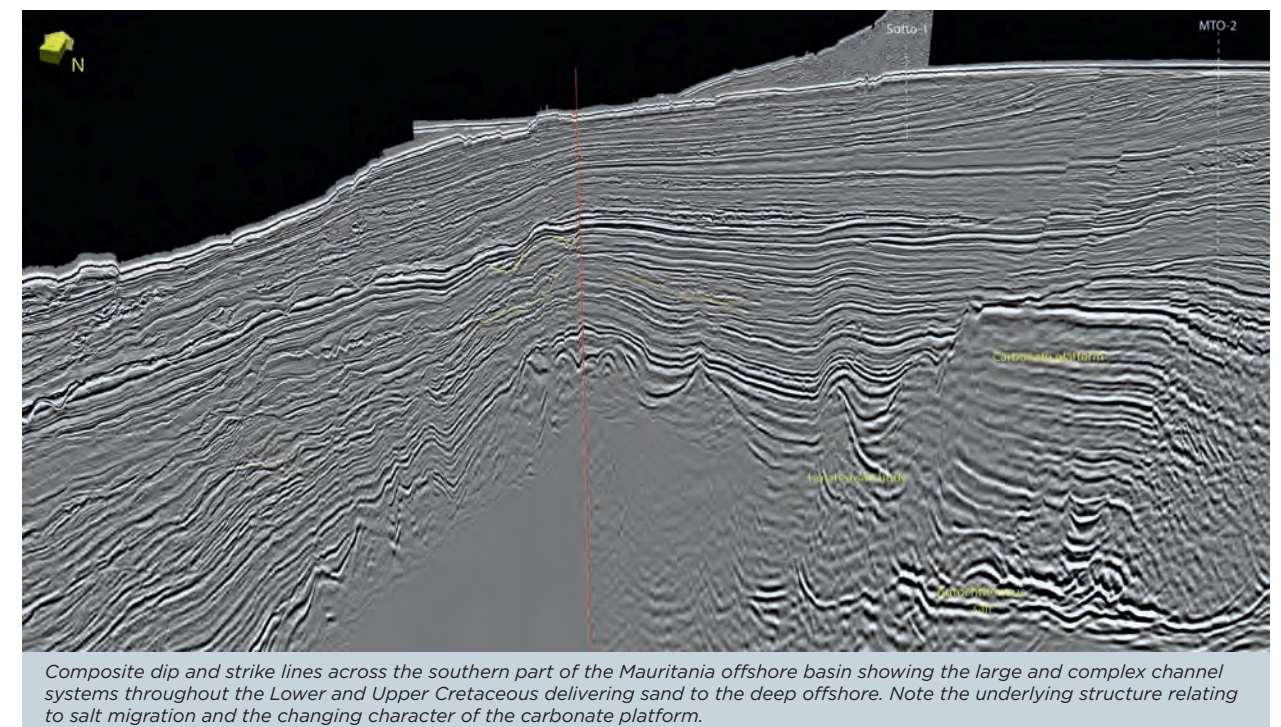 Sotto-1
MTO-2
N
Carbonate platform
Autochthonous
salt
Composite dip and strike lines across the southern part of the Mauritania offshore basin showing the large and complex channel
systems throughout the Lower and Upper Cretaceous delivering sand to the deep offshore. Note the underlying structure relating
to salt migration and the changing character of the carbonate platform.